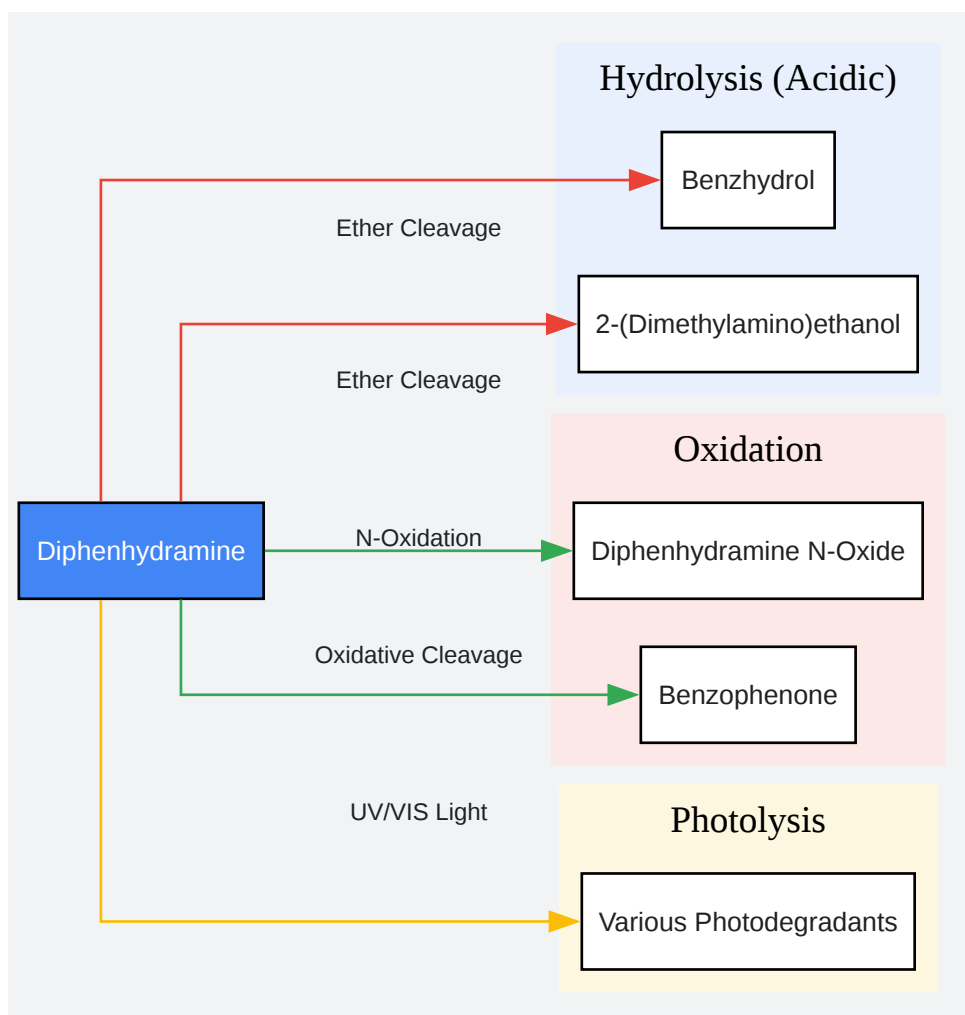 Hydrolysis (Acidic)
Benzhydrol
Ether Cleavage
2-(Dimethylamino)ethanol
Ether Cleavage
Oxidation
Diphenhydramine
N-Oxidation
Diphenhydramine N-Oxide
Oxidative Cleavage
Benzophenone
UV/VIS Light
Photolysis
Various Photodegradants